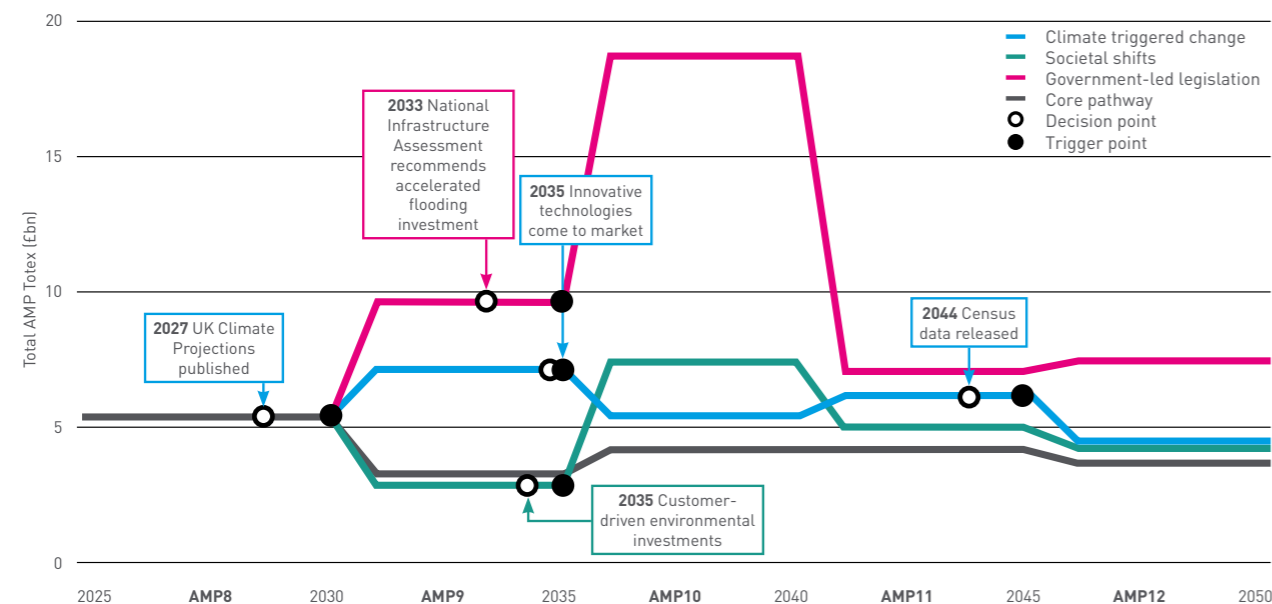 20
15
10
5
0
Total AMP Totex (£bn)
Climate triggered change
Societal shifts
Government-led legislation
Core pathway
Decision point
Trigger point
2033 National
Infrastructure
Assessment
recommends
accelerated
flooding
investment
2035 Innovative
technologies
come to market
2027 UK Climate
Projections
published
2044 Census
data released
2035 Customer-
driven environmental
investments
2025 AMP8 2030 AMP9 2035 AMP10 2040 AMP11 2045 AMP12 2050